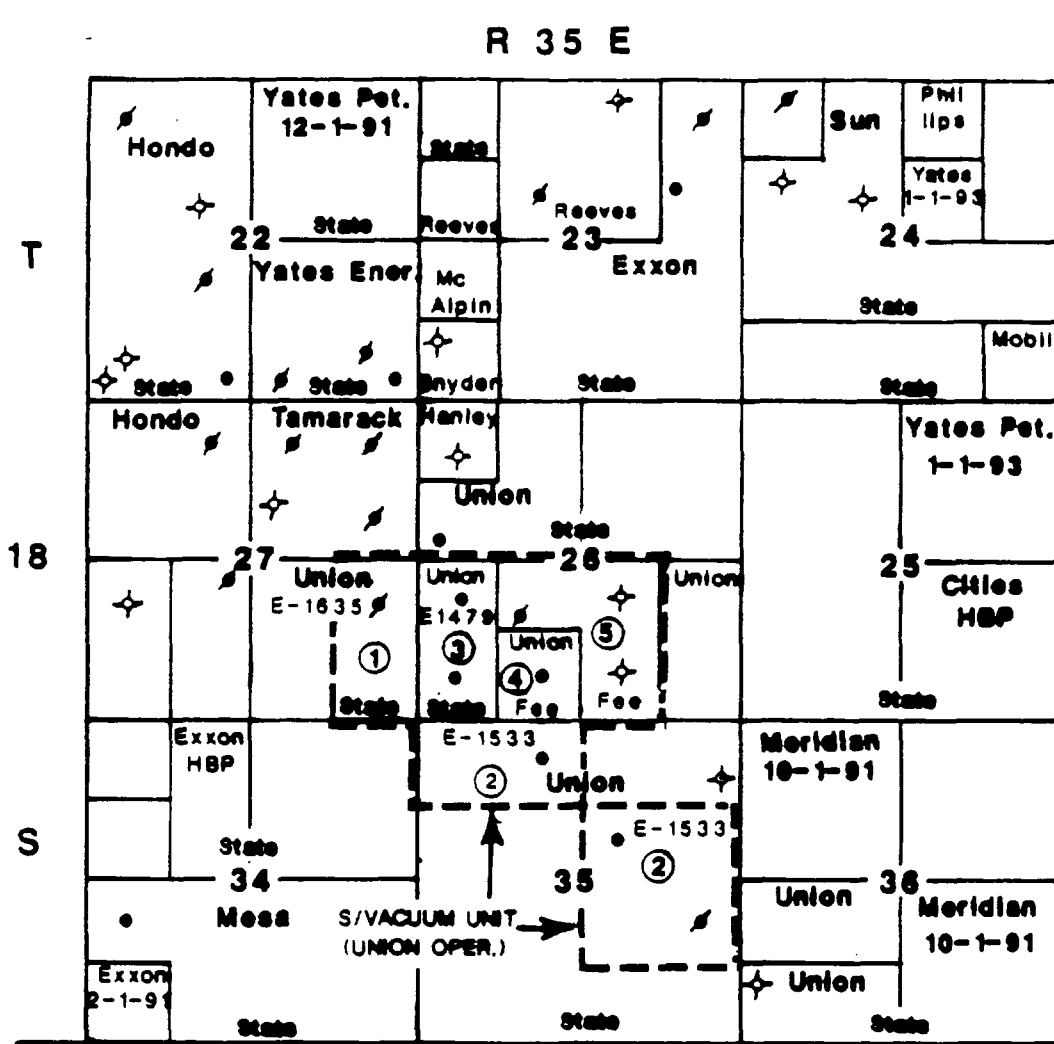 R 35 E
T
18
S
Yates Pet.
12-1-91
Hondo
State
State
22
Yates Ener.
State
State
State
Reeves
Mc
Alpin
Snyder
Reeves
23
Exxon
State
Sun
Phil
lips
Yates
1-1-93
24
State
Mobil
State
Hondo
Tamarack
27
Union
E-1635
1
State
Hanley
Union
State
26
Union
E1479
3
State
Union
4
Fee
5
Fee
Union
Yates Pet.
1-1-93
25
Cities
HBP
State
Exxon
HBP
State
34
Mesa
Exxon
2-1-91
State
E-1533
2
Union
E-1533
2
35
S/VACUUM UNIT
(UNION OPER.)
State
Meridian
10-1-91
Union
36
Meridian
10-1-91
Union
State